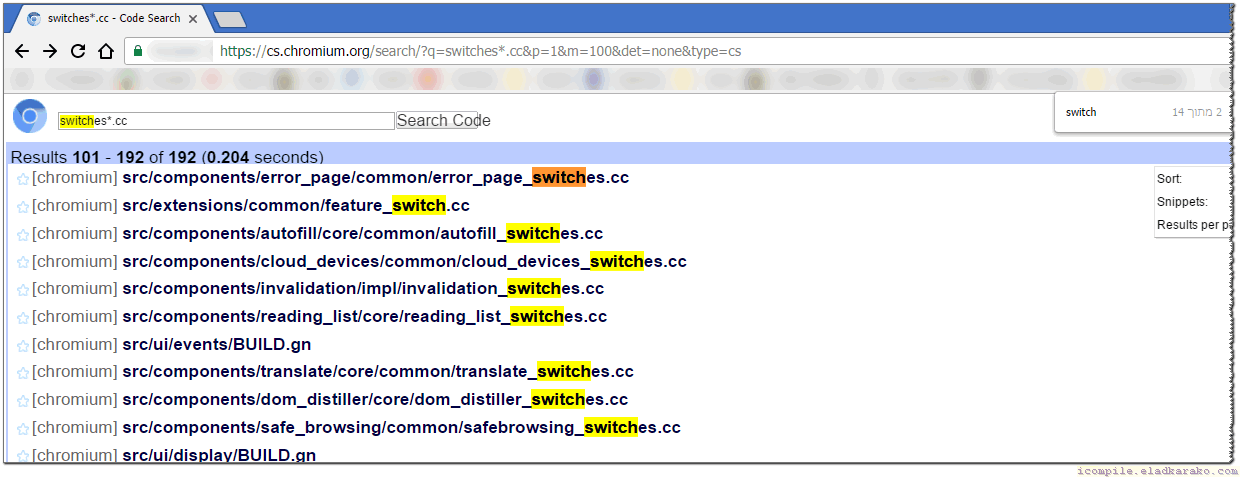 switches*.cc - Code Search
https://cs.chromium.org/search/?q=switches*.cc&p=1&m=100&det=none&type=cs
switch 2 מתוך 14
switches*.cc Search Code
Results 101 - 192 of 192 (0.204 seconds)
[chromium] src/components/error_page/common/error_page_switches.cc
Sort:
[chromium] src/extensions/common/feature_switch.cc
Snippets:
Results per
[chromium] src/components/autofill/core/common/autofill_switches.cc
[chromium] src/components/cloud_devices/common/cloud_devices_switches.cc
[chromium] src/components/invalidation/impl/invalidation_switches.cc
[chromium] src/components/reading_list/core/reading_list_switches.cc
[chromium] src/ui/events/BUILD.gn
[chromium] src/components/translate/core/common/translate_switches.cc
[chromium] src/components/dom_distiller/core/dom_distiller_switches.cc
[chromium] src/components/safe_browsing/common/safebrowsing_switches.cc
[chromium] src/ui/display/BUILD.gn
icompile.eladkarako.com